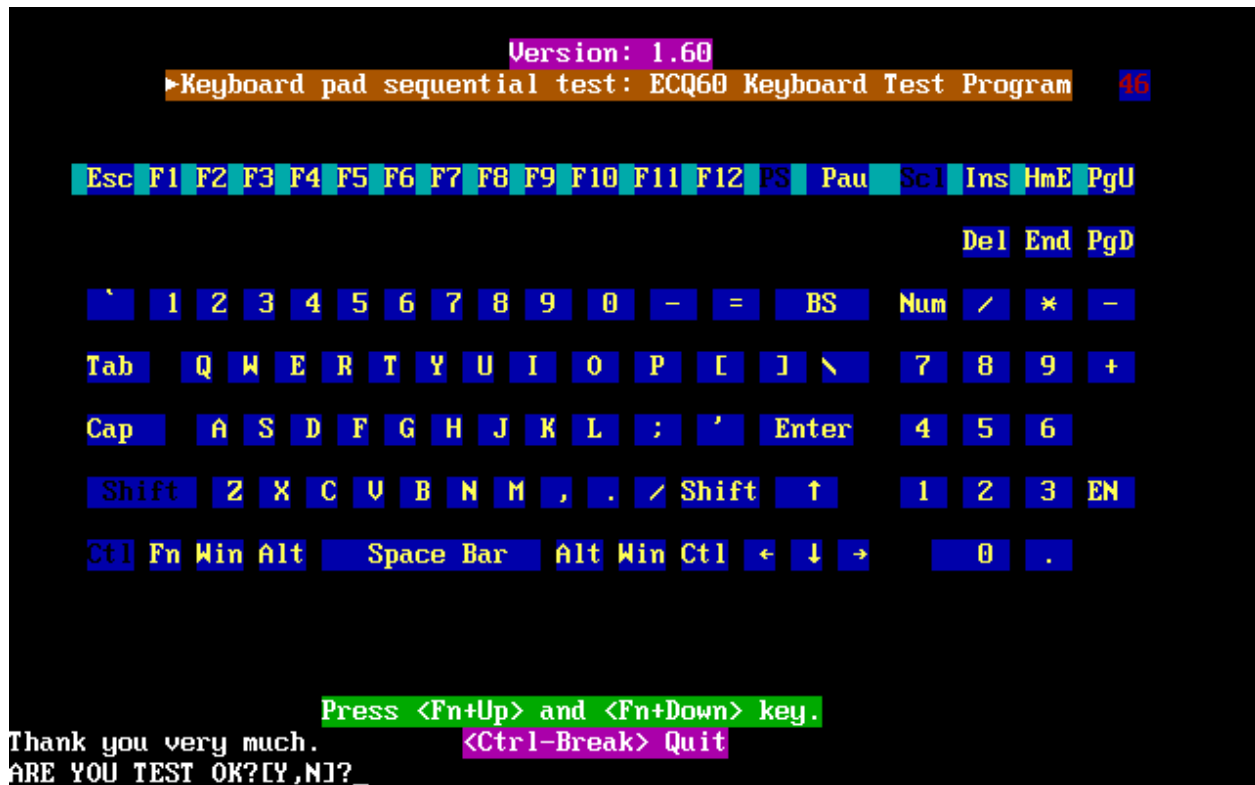 Version: 1.60
►Keyboard pad sequential test: ECQ60 Keyboard Test Program 46
Esc F1 F2 F3 F4 F5 F6 F7 F8 F9 F10 F11 F12 PS Pau Scl Ins HmE PgU
Del End PgD
` 1 2 3 4 5 6 7 8 9 0 - = BS Num / * -
Tab Q W E R T Y U I O P [ ] \ 7 8 9 +
Cap A S D F G H J K L ; ' Enter 4 5 6
Shift Z X C V B N M , . / Shift ↑ 1 2 3 EN
Ctl Fn Win Alt Space Bar Alt Win Ctl ← ↓ → 0 .
Press <Fn+Up> and <Fn+Down> key.
Thank you very much. <Ctrl-Break> Quit
ARE YOU TEST OK?[Y,N]?_